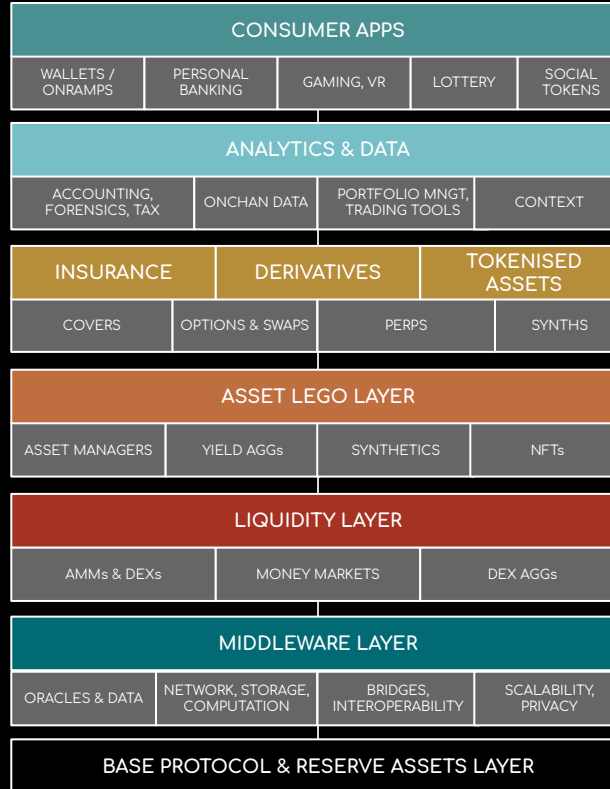 CONSUMER APPS
WALLETS /
ONRAMPS
PERSONAL
BANKING
GAMING, VR
LOTTERY
SOCIAL
TOKENS
ANALYTICS & DATA
ACCOUNTING,
FORENSICS, TAX
ONCHAN DATA
PORTFOLIO MNGT,
TRADING TOOLS
CONTEXT
INSURANCE
DERIVATIVES
TOKENISED
ASSETS
COVERS
OPTIONS & SWAPS
PERPS
SYNTHS
ASSET LEGO LAYER
ASSET MANAGERS
YIELD AGGs
SYNTHETICS
NFTs
LIQUIDITY LAYER
AMMs & DEXs
MONEY MARKETS
DEX AGGs
MIDDLEWARE LAYER
ORACLES & DATA
NETWORK, STORAGE,
COMPUTATION
BRIDGES,
INTEROPERABILITY
SCALABILITY,
PRIVACY
BASE PROTOCOL & RESERVE ASSETS LAYER